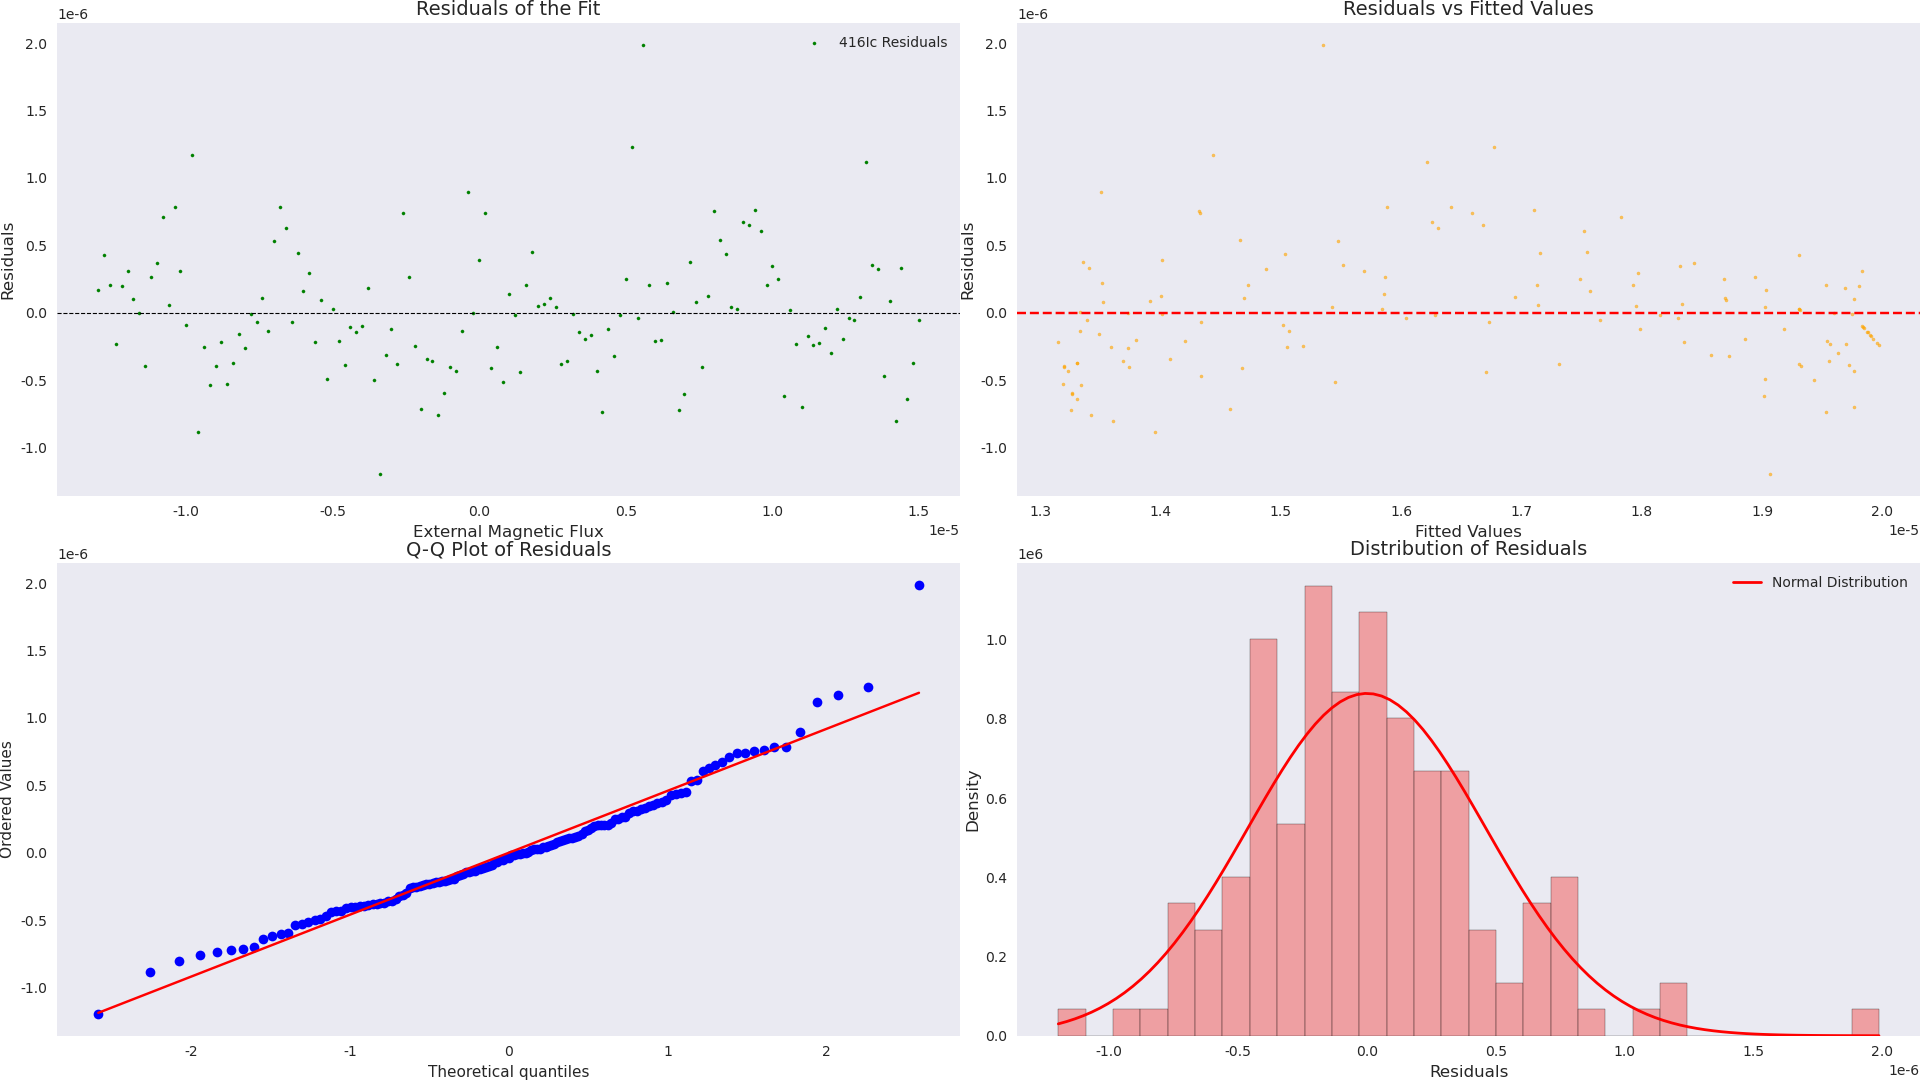 Residuals of the Fit
1e-6
416Ic Residuals
2.0
1.5
1.0
0.5
0.0
-0.5
-1.0
Residuals
-1.0 -0.5 0.0 0.5 1.0 1.5
1e-5
External Magnetic Flux
Residuals vs Fitted Values
1e-6
2.0
1.5
1.0
0.5
0.0
-0.5
-1.0
Residuals
1.3 1.4 1.5 1.6 1.7 1.8 1.9 2.0
1e-5
Fitted Values
Q-Q Plot of Residuals
1e-6
2.0
1.5
1.0
0.5
0.0
-0.5
-1.0
Ordered Values
-2 -1 0 1 2
Theoretical quantiles
Distribution of Residuals
1e6
Normal Distribution
1.0
0.8
0.6
0.4
0.2
0.0
Density
-1.0 -0.5 0.0 0.5 1.0 1.5 2.0
1e-6
Residuals